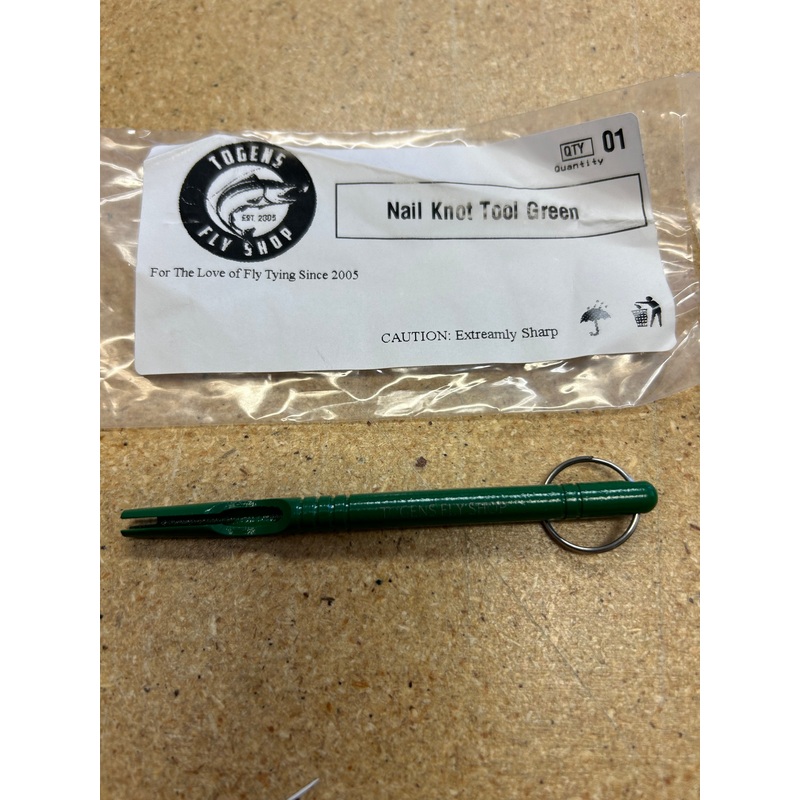 TOGENS
EST. 2005
FLY SHOP
QTY 01
Quantity
Nail Knot Tool Green
For The Love of Fly Tying Since 2005
CAUTION: Extreamly Sharp
TOGENS FLY SHOP